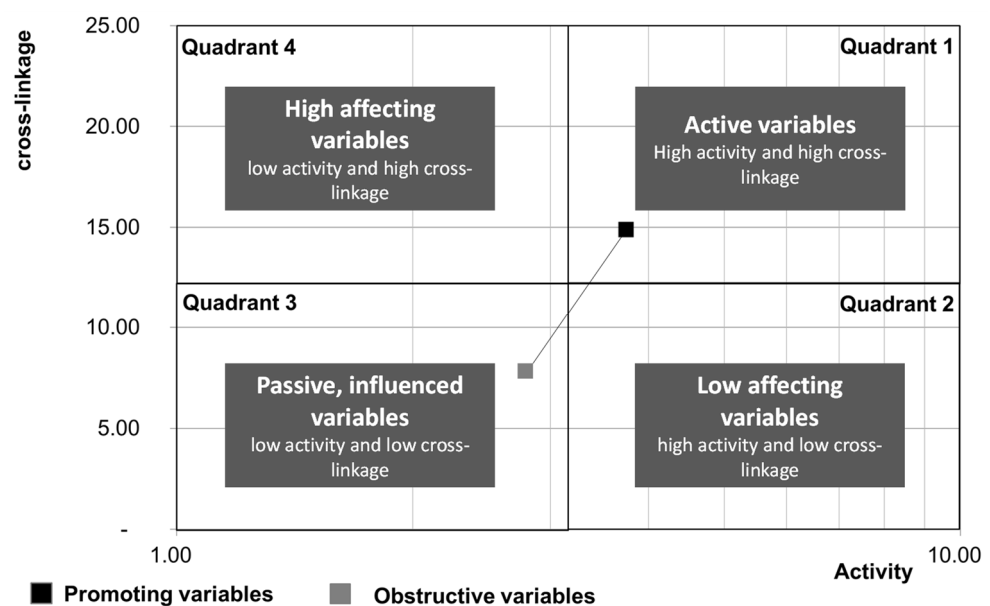 cross-linkage
25.00
20.00
15.00
10.00
5.00
-
Quadrant 4
High affecting
variables
low activity and high cross-
linkage
Quadrant 1
Active variables
High activity and high cross-
linkage
Quadrant 3
Passive, influenced
variables
low activity and low cross-
linkage
Quadrant 2
Low affecting
variables
high activity and low cross-
linkage
1.00
10.00
Activity
Promoting variables
Obstructive variables